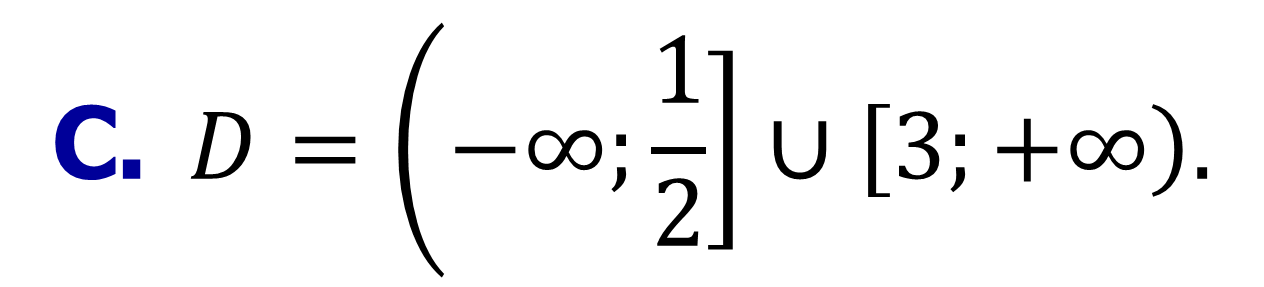 C. D = (−∞; 1/2] ∪ [3; +∞).